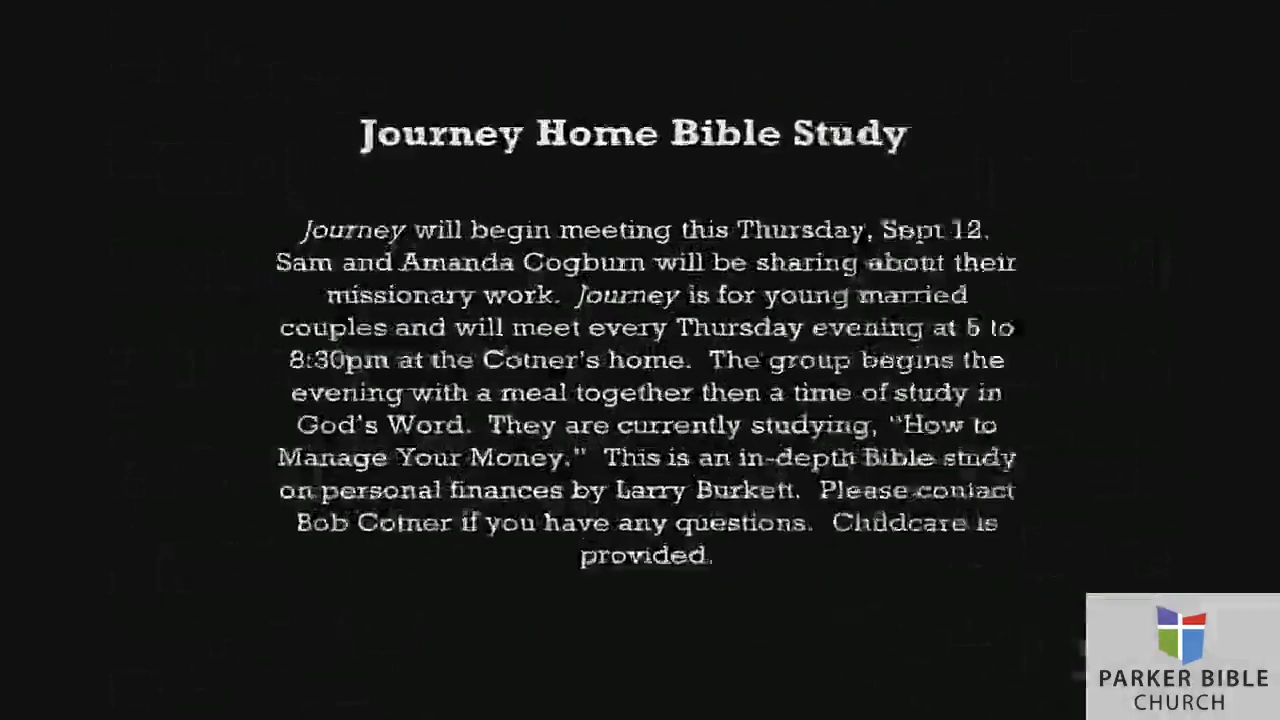 Journey Home Bible Study
Journey will begin meeting this Thursday, Sept 12.
Sam and Amanda Cogburn will be sharing about their
missionary work.  Journey is for young married
couples and will meet every Thursday evening at 6 to
8:30pm at the Cotner's home.  The group begins the
evening with a meal together then a time of study in
God's Word.  They are currently studying, "How to
Manage Your Money."  This is an in-depth Bible study
on personal finances by Larry Burkett.  Please contact
Bob Cotner if you have any questions.  Childcare is
provided.
PARKER BIBLE
CHURCH